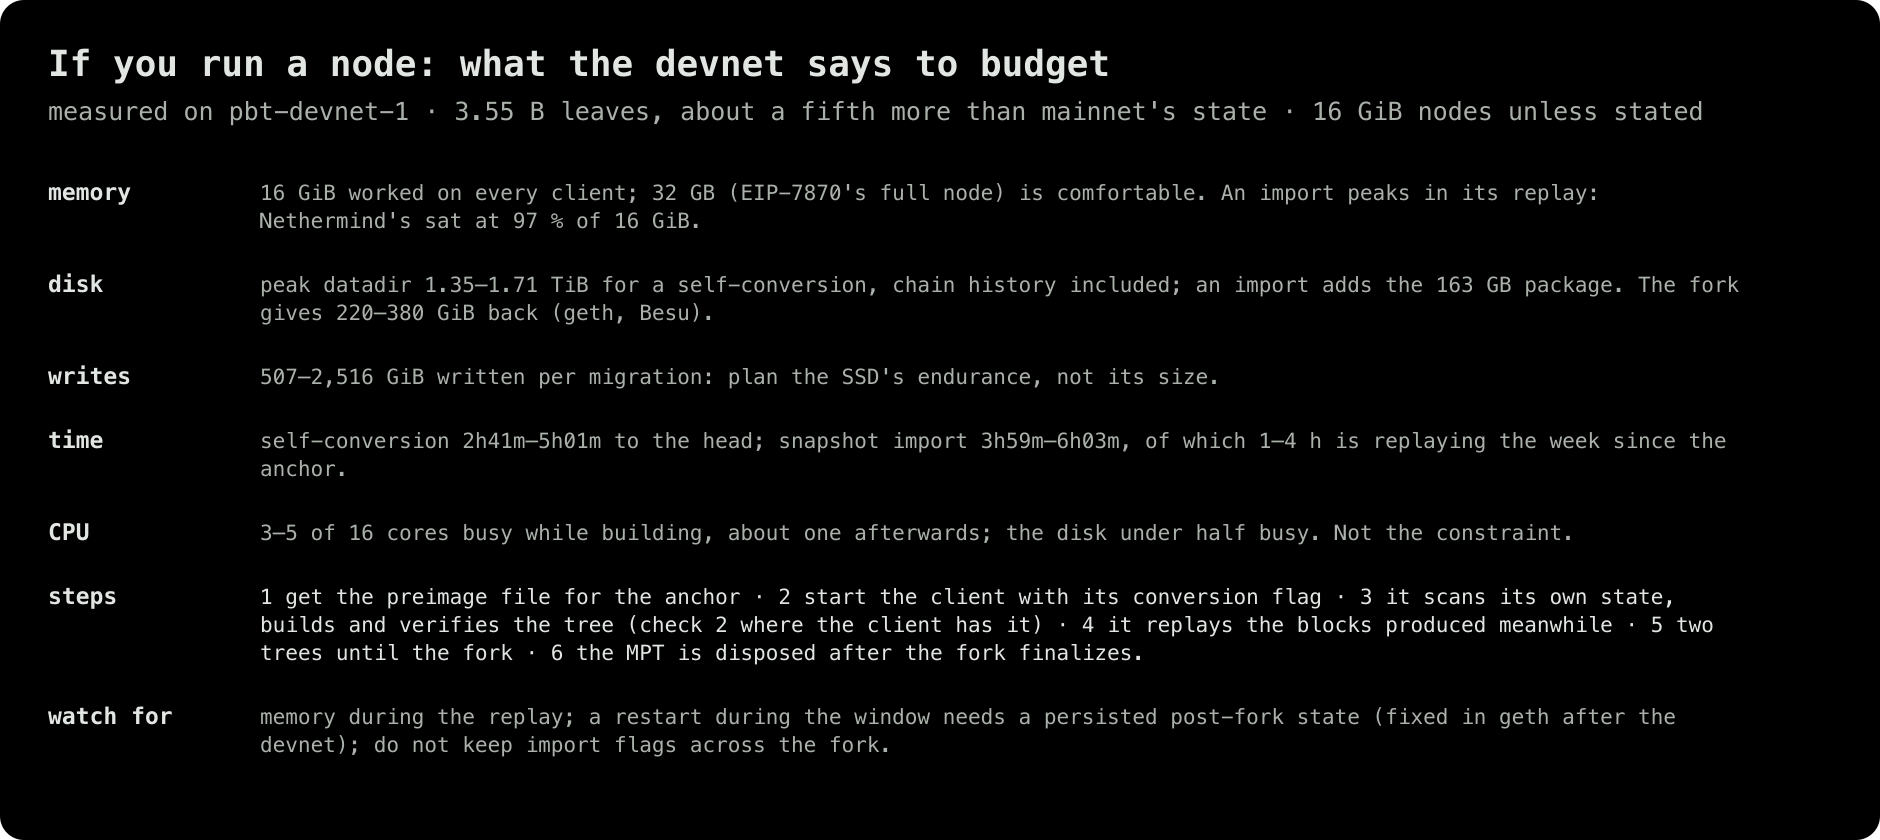 If you run a node: what the devnet says to budget
measured on pbt-devnet-1 · 3.55 B leaves, about a fifth more than mainnet's state · 16 GiB nodes unless stated
memory
16 GiB worked on every client; 32 GB (EIP-7870's full node) is comfortable. An import peaks in its replay:
Nethermind's sat at 97 % of 16 GiB.
disk
peak datadir 1.35–1.71 TiB for a self-conversion, chain history included; an import adds the 163 GB package. The fork
gives 220–380 GiB back (geth, Besu).
writes
507–2,516 GiB written per migration: plan the SSD's endurance, not its size.
time
self-conversion 2h41m–5h01m to the head; snapshot import 3h59m–6h03m, of which 1–4 h is replaying the week since the
anchor.
CPU
3–5 of 16 cores busy while building, about one afterwards; the disk under half busy. Not the constraint.
steps
1 get the preimage file for the anchor · 2 start the client with its conversion flag · 3 it scans its own state,
builds and verifies the tree (check 2 where the client has it) · 4 it replays the blocks produced meanwhile · 5 two
trees until the fork · 6 the MPT is disposed after the fork finalizes.
watch for
memory during the replay; a restart during the window needs a persisted post-fork state (fixed in geth after the
devnet); do not keep import flags across the fork.